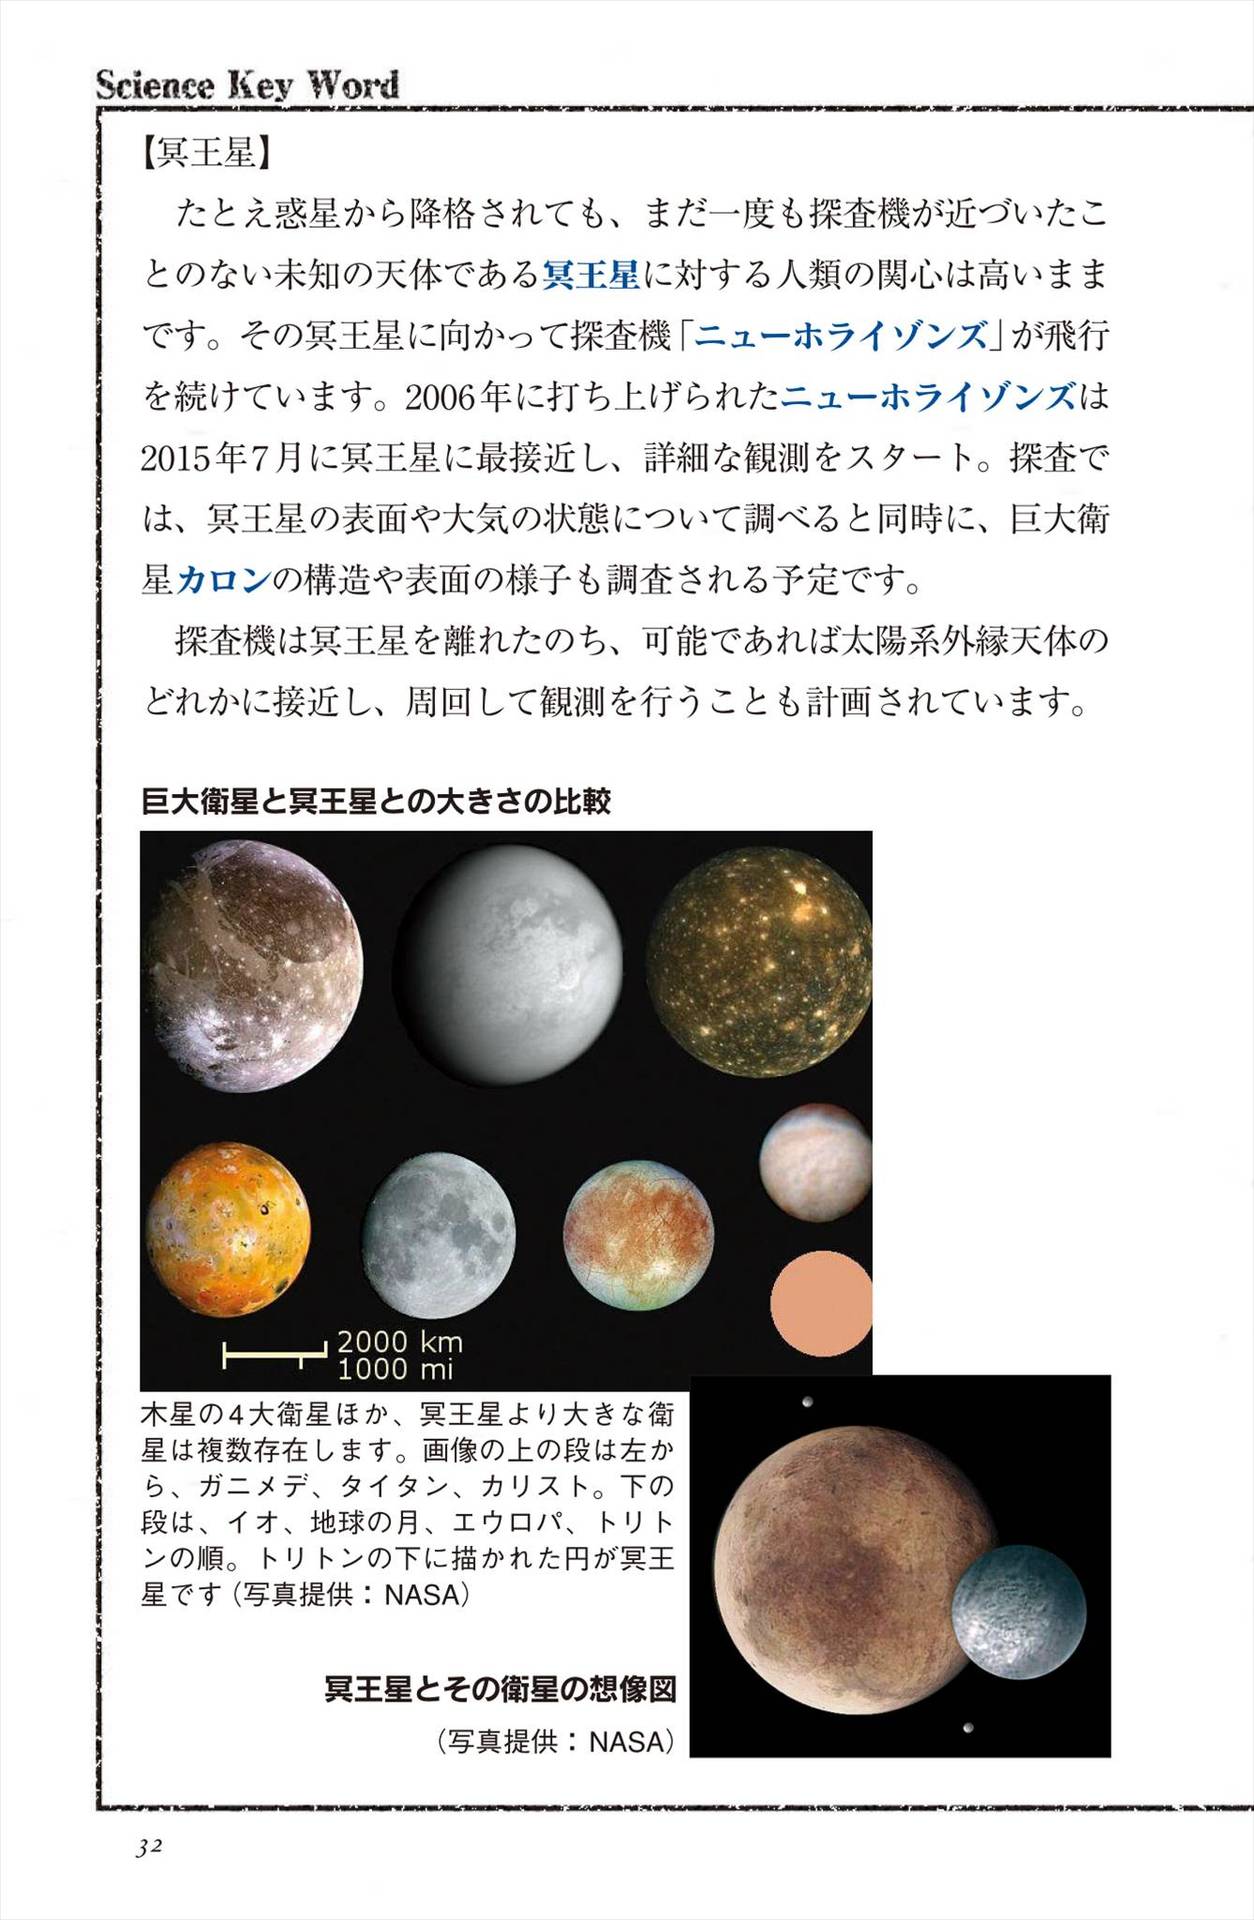 Science Key Word
【冥王星】
たとえ惑星から降格されても、まだ一度も探査機が近づいたこ
とのない未知の天体である冥王星に対する人類の関心は高いまま
です。その冥王星に向かって探査機「ニューホライゾンズ」が飛行
を続けています。2006年に打ち上げられたニューホライゾンズは
2015年7月に冥王星に最接近し、詳細な観測をスタート。探査で
は、冥王星の表面や大気の状態について調べると同時に、巨大衛
星カロンの構造や表面の様子も調査される予定です。
探査機は冥王星を離れたのち、可能であれば太陽系外縁天体の
どれかに接近し、周回して観測を行うことも計画されています。
巨大衛星と冥王星との大きさの比較
2000 km
1000 mi
木星の4大衛星ほか、冥王星より大きな衛
星は複数存在します。画像の上の段は左か
ら、ガニメデ、タイタン、カリスト。下の
段は、イオ、地球の月、エウロパ、トリト
ンの順。トリトンの下に描かれた円が冥王
星です（写真提供：NASA）
冥王星とその衛星の想像図
（写真提供：NASA）
32